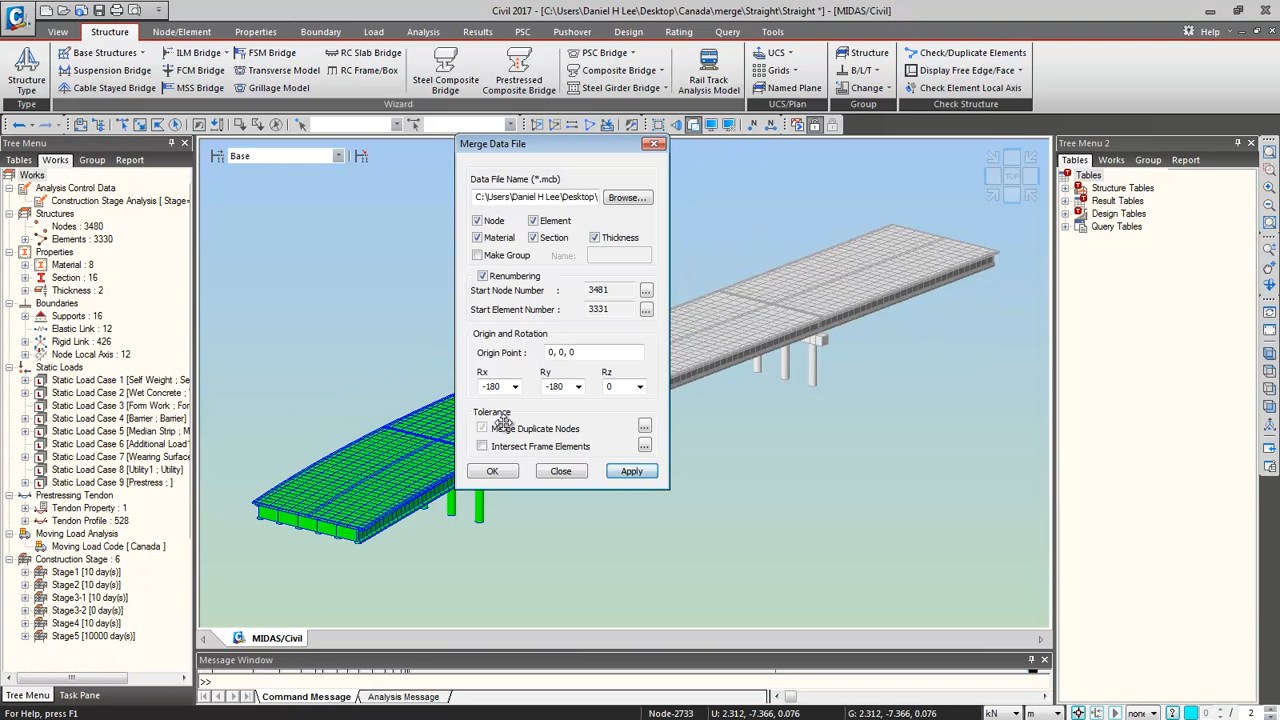 Civil 2017 - [C:\Users\Daniel H Lee\Desktop\Canada\merge\Straight\Straight *] - [MIDAS/Civil]
View Structure Node/Element Properties Boundary Load Analysis Results PSC Pushover Design Rating Query Tools Help
Structure Type
Base Structures
Suspension Bridge
Cable Stayed Bridge
ILM Bridge
FCM Bridge
MSS Bridge
FSM Bridge
Transverse Model
Grillage Model
RC Slab Bridge
RC Frame/Box
Steel Composite Bridge
Prestressed Composite Bridge
PSC Bridge
Composite Bridge
Steel Girder Bridge
Rail Track Analysis Model
UCS
Grids
Named Plane
Structure
B/L/T
Change
Check/Duplicate Elements
Display Free Edge/Face
Check Element Local Axis
Type Wizard UCS/Plan Group Check Structure
Tree Menu
Tables Works Group Report
Works
Analysis Control Data
Construction Stage Analysis [ Stage=
Structures
Nodes : 3480
Elements : 3330
Properties
Material : 8
Section : 16
Thickness : 2
Boundaries
Supports : 16
Elastic Link : 12
Rigid Link : 426
Node Local Axis : 12
Static Loads
Static Load Case 1 [Self Weight ; Se
Static Load Case 2 [Wet Concrete ;
Static Load Case 3 [Form Work ; For
Static Load Case 4 [Barrier ; Barrier]
Static Load Case 5 [Median Strip ;
Static Load Case 6 [Additional Load
Static Load Case 7 [Wearing Surface
Static Load Case 8 [Utility1 ; Utility]
Static Load Case 9 [Prestress ; ]
Prestressing Tendon
Tendon Property : 1
Tendon Profile : 528
Moving Load Analysis
Moving Load Code [ Canada ]
Construction Stage : 6
Stage1 [10 day(s)]
Stage2 [10 day(s)]
Stage3-1 [10 day(s)]
Stage3-2 [0 day(s)]
Stage4 [10 day(s)]
Stage5 [10000 day(s)]
Tree Menu Task Pane
Base
TOP
Merge Data File
Data File Name (*.mcb)
C:\Users\Daniel H Lee\Desktop\ Browse...
Node Element
Material Section Thickness
Make Group Name:
Renumbering
Start Node Number : 3481 ...
Start Element Number : 3331 ...
Origin and Rotation
Origin Point : 0, 0, 0
Rx Ry Rz
-180 -180 0
Tolerance
Merge Duplicate Nodes ...
Intersect Frame Elements ...
OK Close Apply
MIDAS/Civil
Message Window
>>
Command Message Analysis Message
Tree Menu 2
Tables Works Group Report
Tables
Structure Tables
Result Tables
Design Tables
Query Tables
For Help, press F1 Node-2733 U: 2.312, -7.366, 0.076 G: 2.312, -7.366, 0.076 kN m none ? 0 / 2